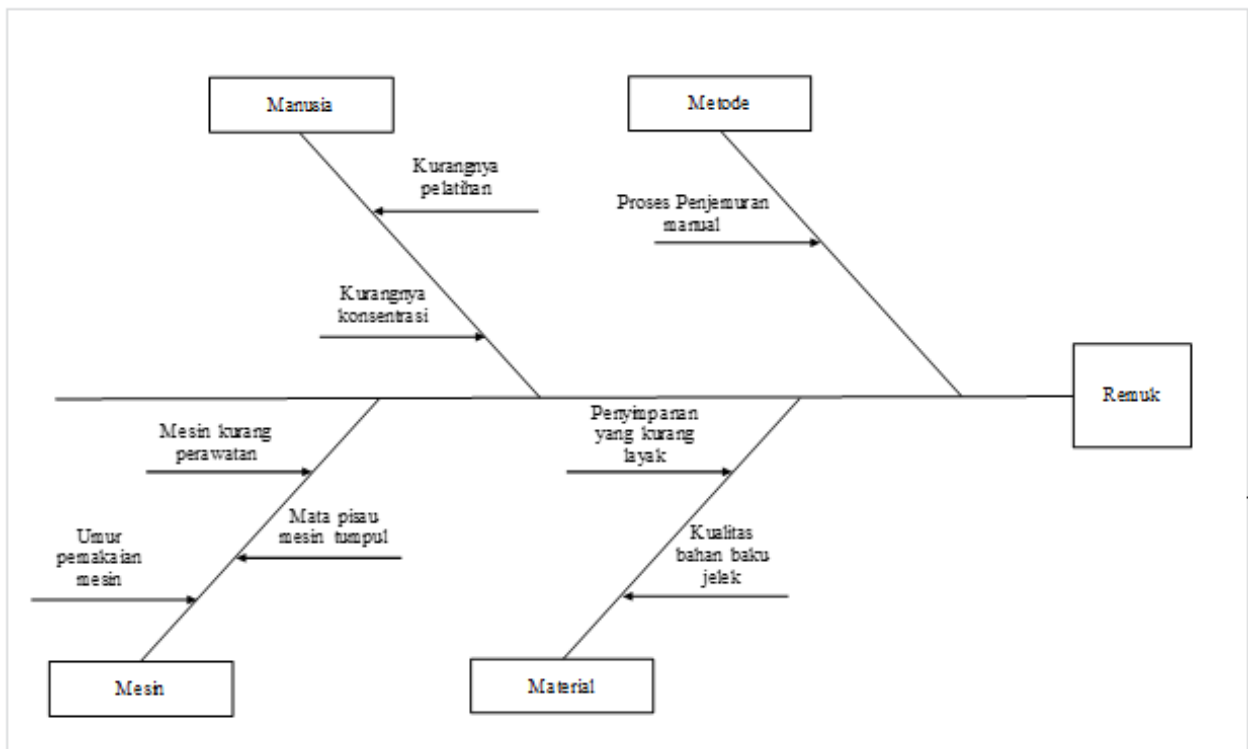 Manusia
Metode
Kurangnya
pelatihan
Proses Penjemuran
manual
Kurangnya
konsentrasi
Remuk
Mesin kurang
perawatan
Penyimpanan
yang kurang
layak
Mata pisau
mesin tumpul
Umur
pemakaian
mesin
Kualitas
bahan baku
jelek
Mesin
Material